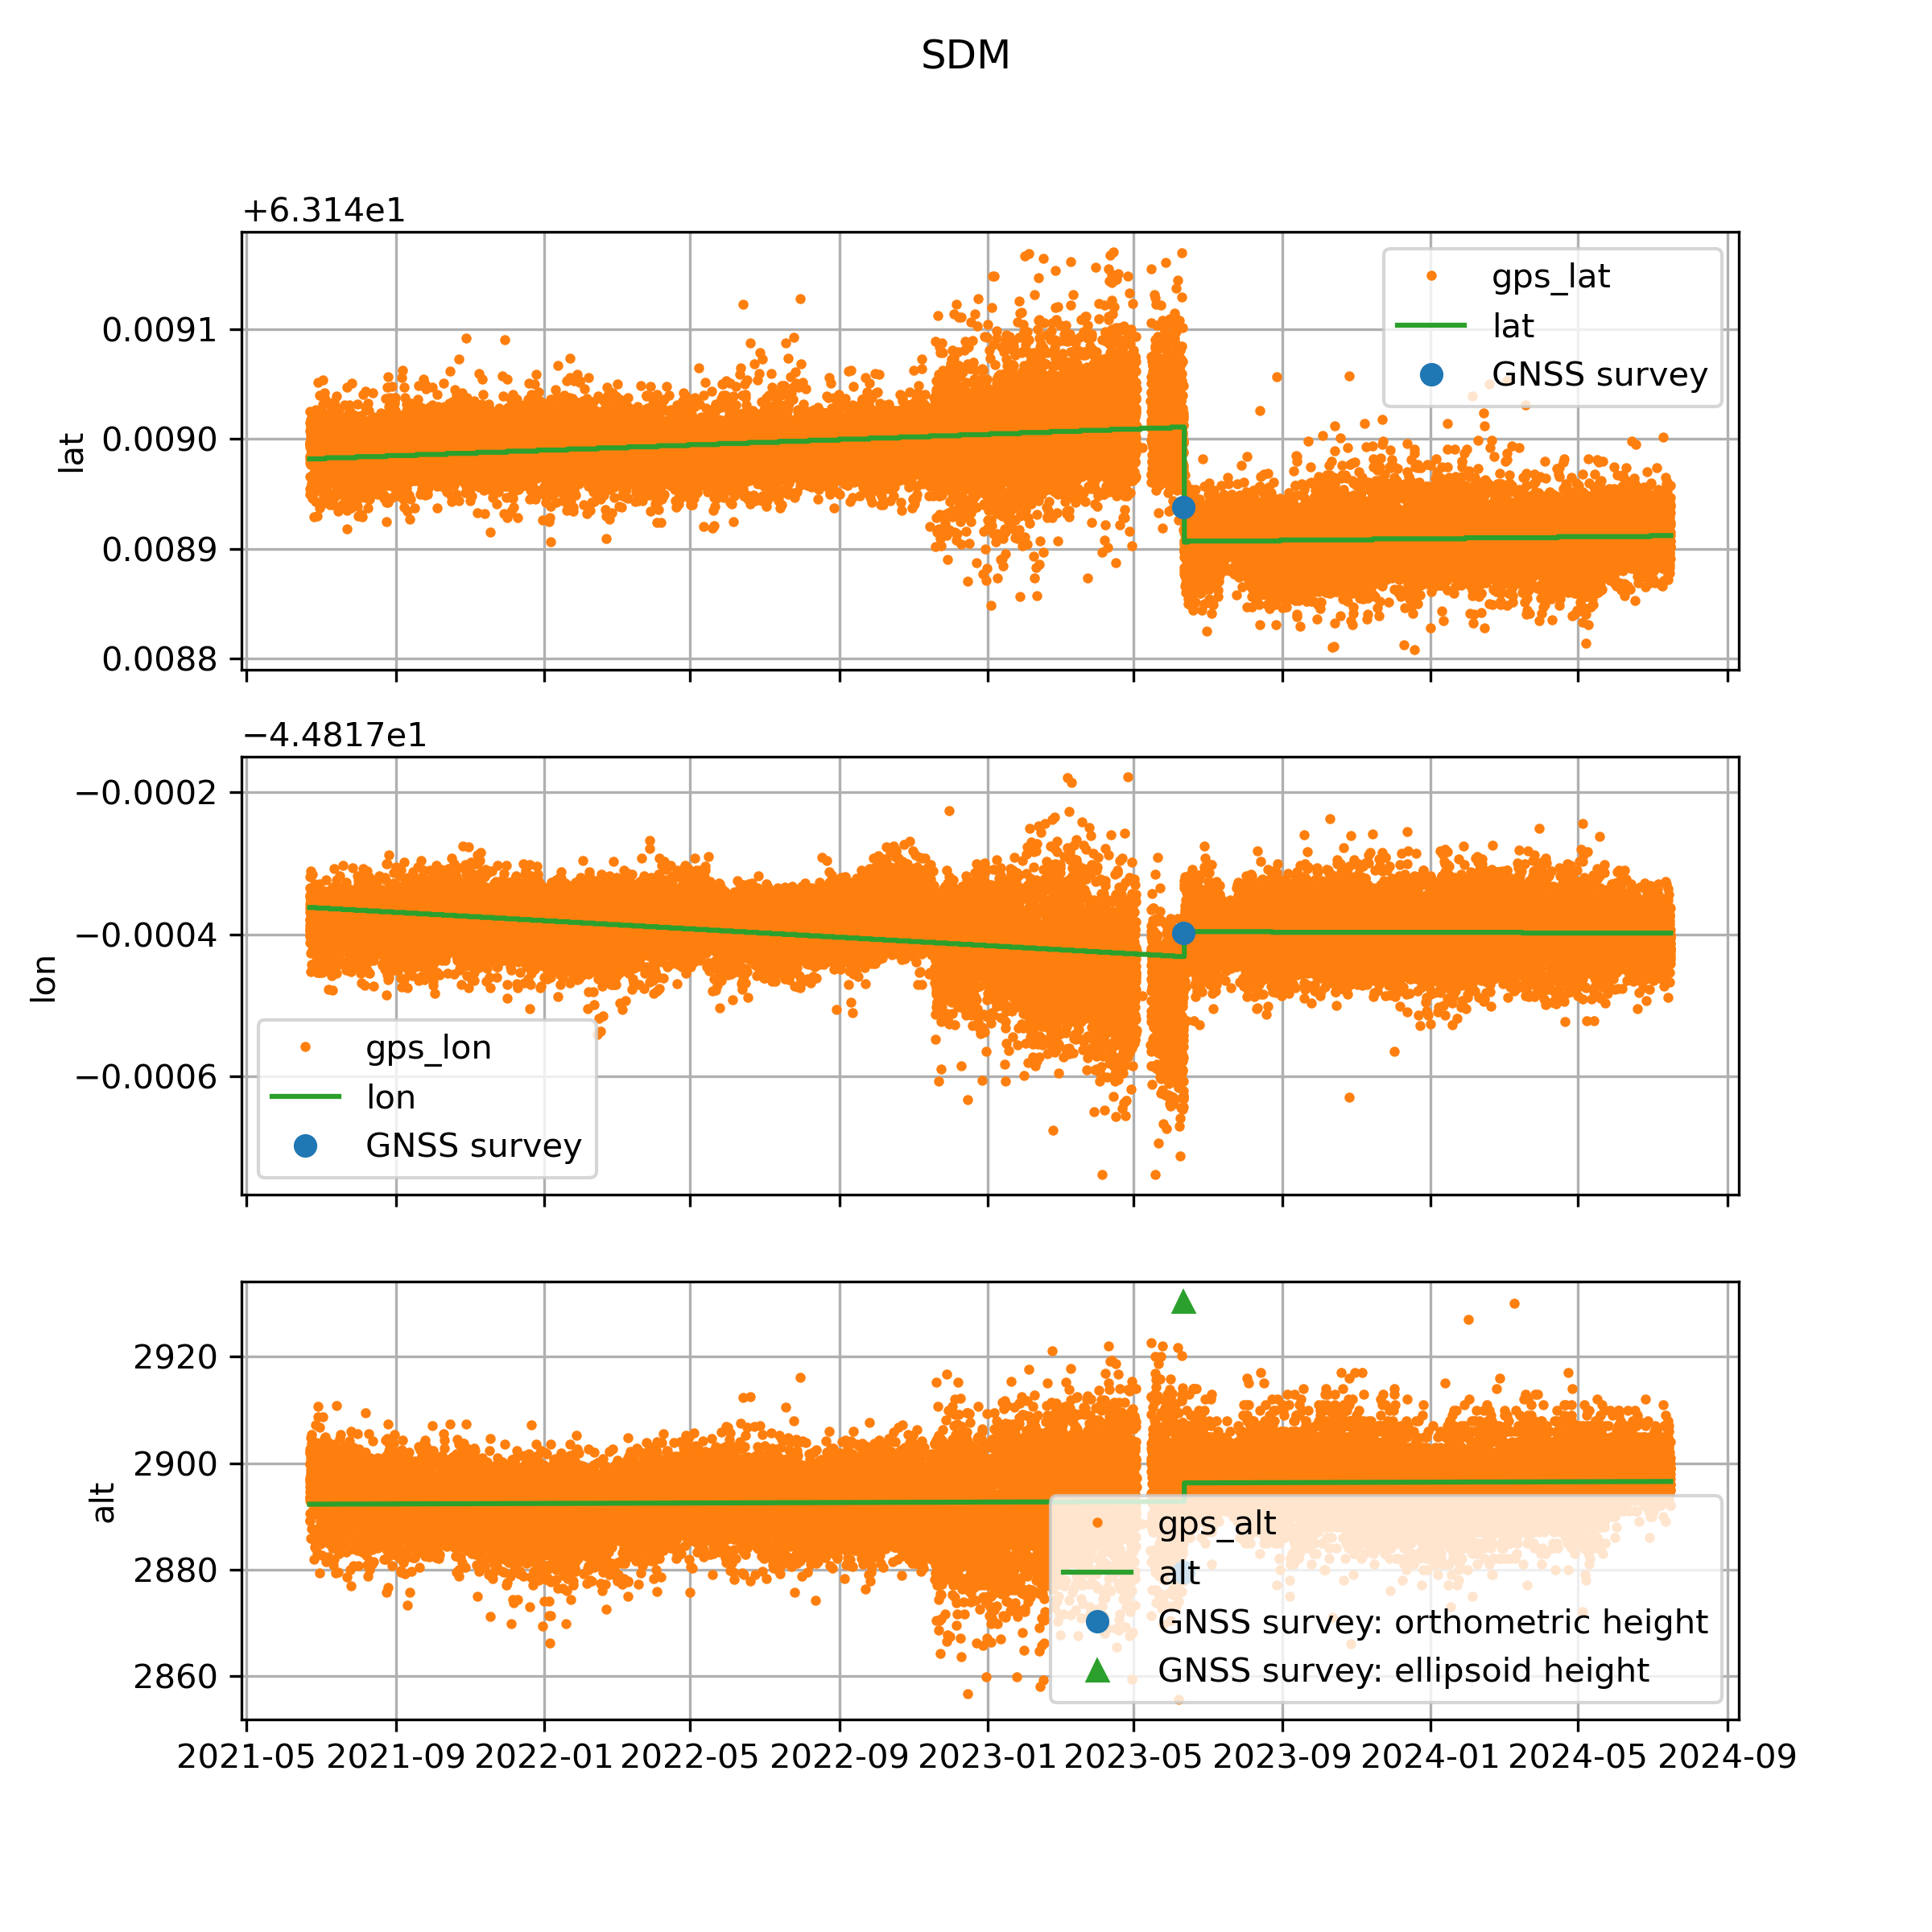 SDM
+6.314e1
0.0091
0.0090
0.0089
0.0088
lat
gps_lat
lat
GNSS survey
−4.4817e1
−0.0002
−0.0004
−0.0006
lon
gps_lon
lon
GNSS survey
2920
2900
2880
2860
alt
gps_alt
alt
GNSS survey: orthometric height
GNSS survey: ellipsoid height
2021-05 2021-09 2022-01 2022-05 2022-09 2023-01 2023-05 2023-09 2024-01 2024-05 2024-09